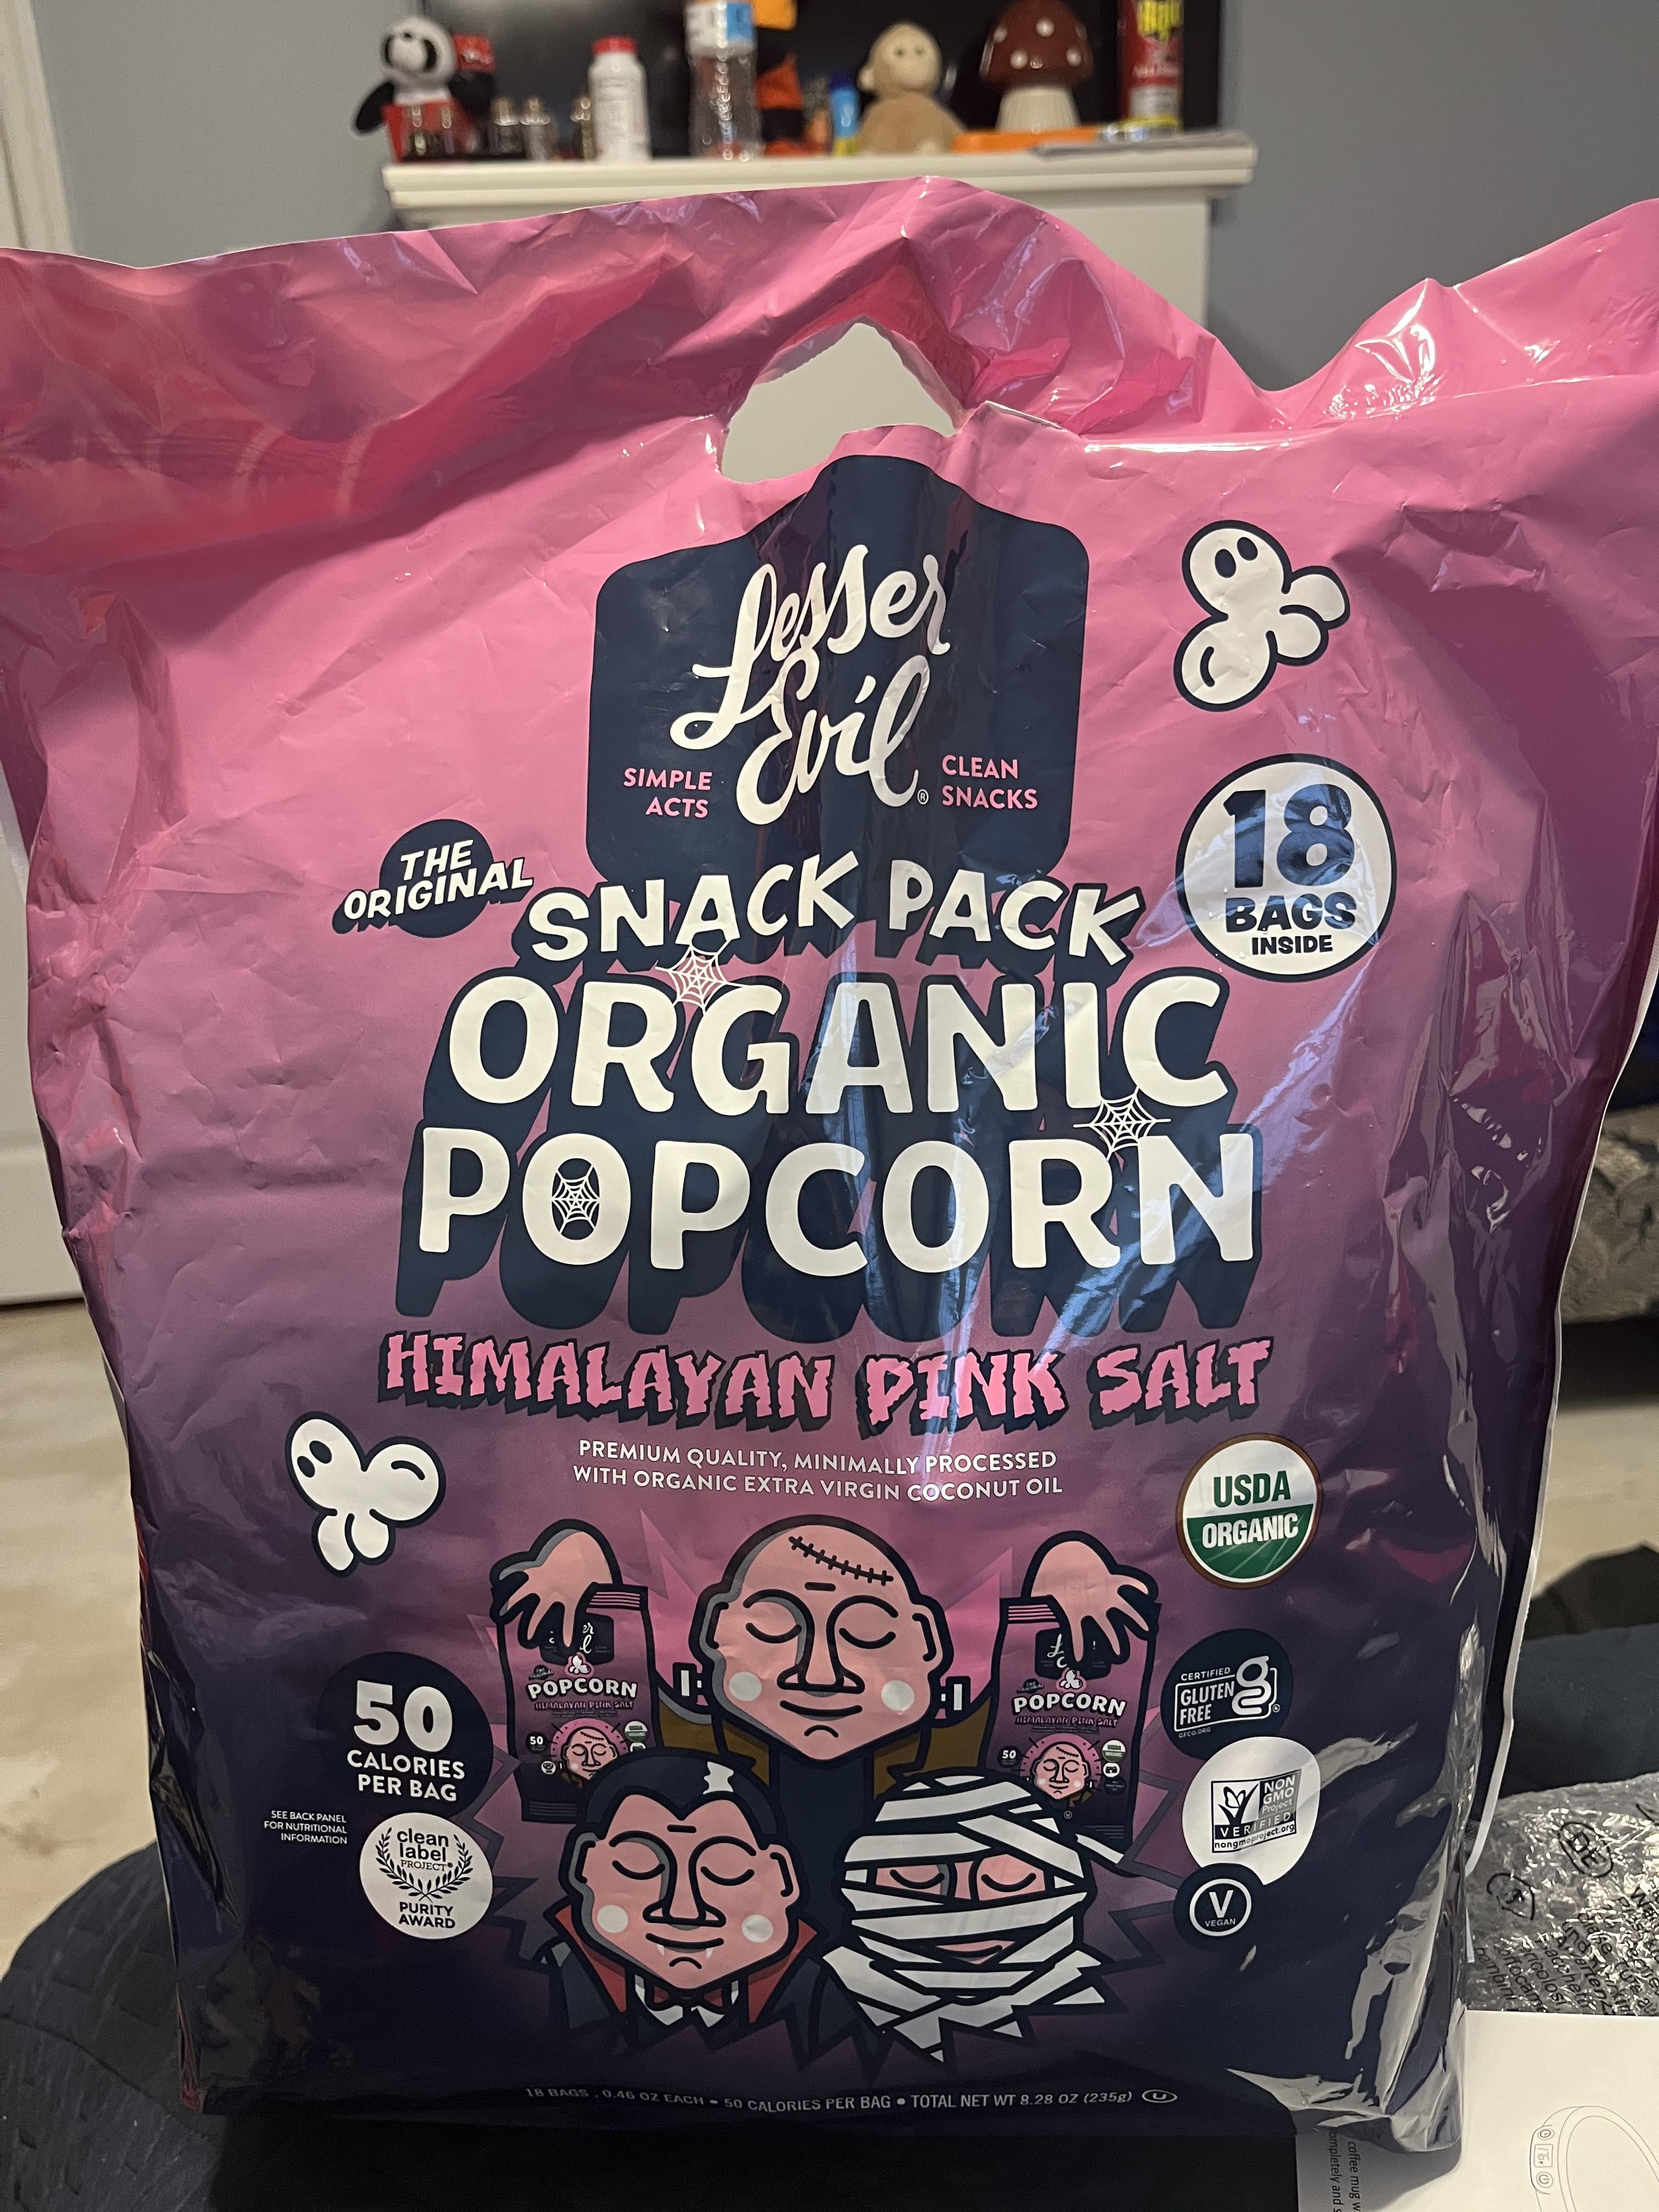 Lesser
Evil®
SIMPLE
ACTS
CLEAN
SNACKS
THE
ORIGINAL
SNACK PACK
18
BAGS
INSIDE
ORGANIC
POPCORN
HIMALAYAN PINK SALT
PREMIUM QUALITY, MINIMALLY PROCESSED
WITH ORGANIC EXTRA VIRGIN COCONUT OIL
USDA
ORGANIC
POPCORN
HIMALAYAN PINK SALT
50
POPCORN
HIMALAYAN PINK SALT
50
CERTIFIED
GLUTEN
FREE
GFCO.ORG
50
CALORIES
PER BAG
SEE BACK PANEL
FOR NUTRITIONAL
INFORMATION
clean
label
PROJECT
PURITY
AWARD
NON
GMO
Project
VERIFIED
nongmoproject.org
V
VEGAN
18 BAGS, 0.46 OZ EACH • 50 CALORIES PER BAG • TOTAL NET WT 8.28 OZ (235g) U
coffee mug w